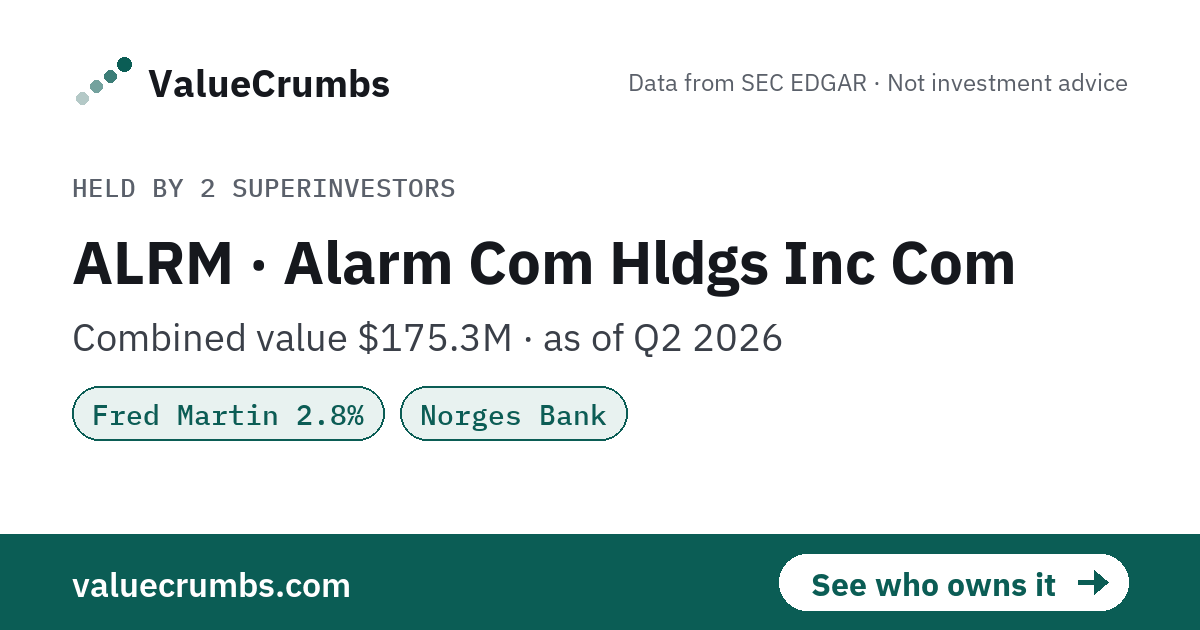 ValueCrumbs
Data from SEC EDGAR · Not investment advice
HELD BY 2 SUPERINVESTORS
ALRM · Alarm Com Hldgs Inc Com
Combined value $175.3M · as of Q2 2026
Fred Martin 2.8%
Norges Bank
valuecrumbs.com
See who owns it